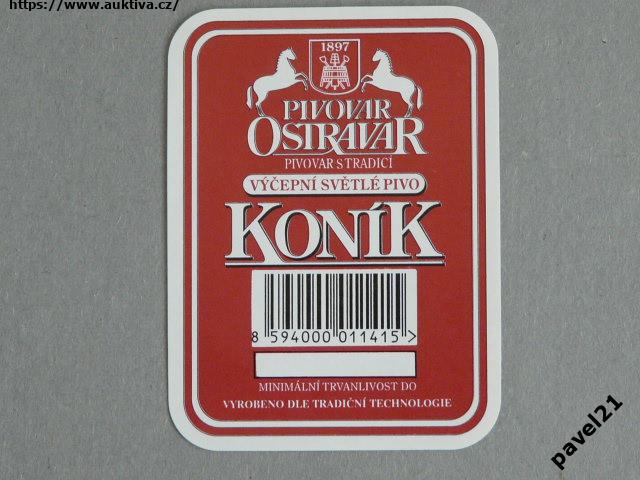 https://www.auktiva.cz/
1897
PIVOVAR
OSTRAVAR
PIVOVAR S TRADICÍ
VÝČEPNÍ SVĚTLÉ PIVO
KONÍK
8 594000 011415 >
MINIMÁLNÍ TRVANLIVOST DO
VYROBENO DLE TRADIČNÍ TECHNOLOGIE
pavel21